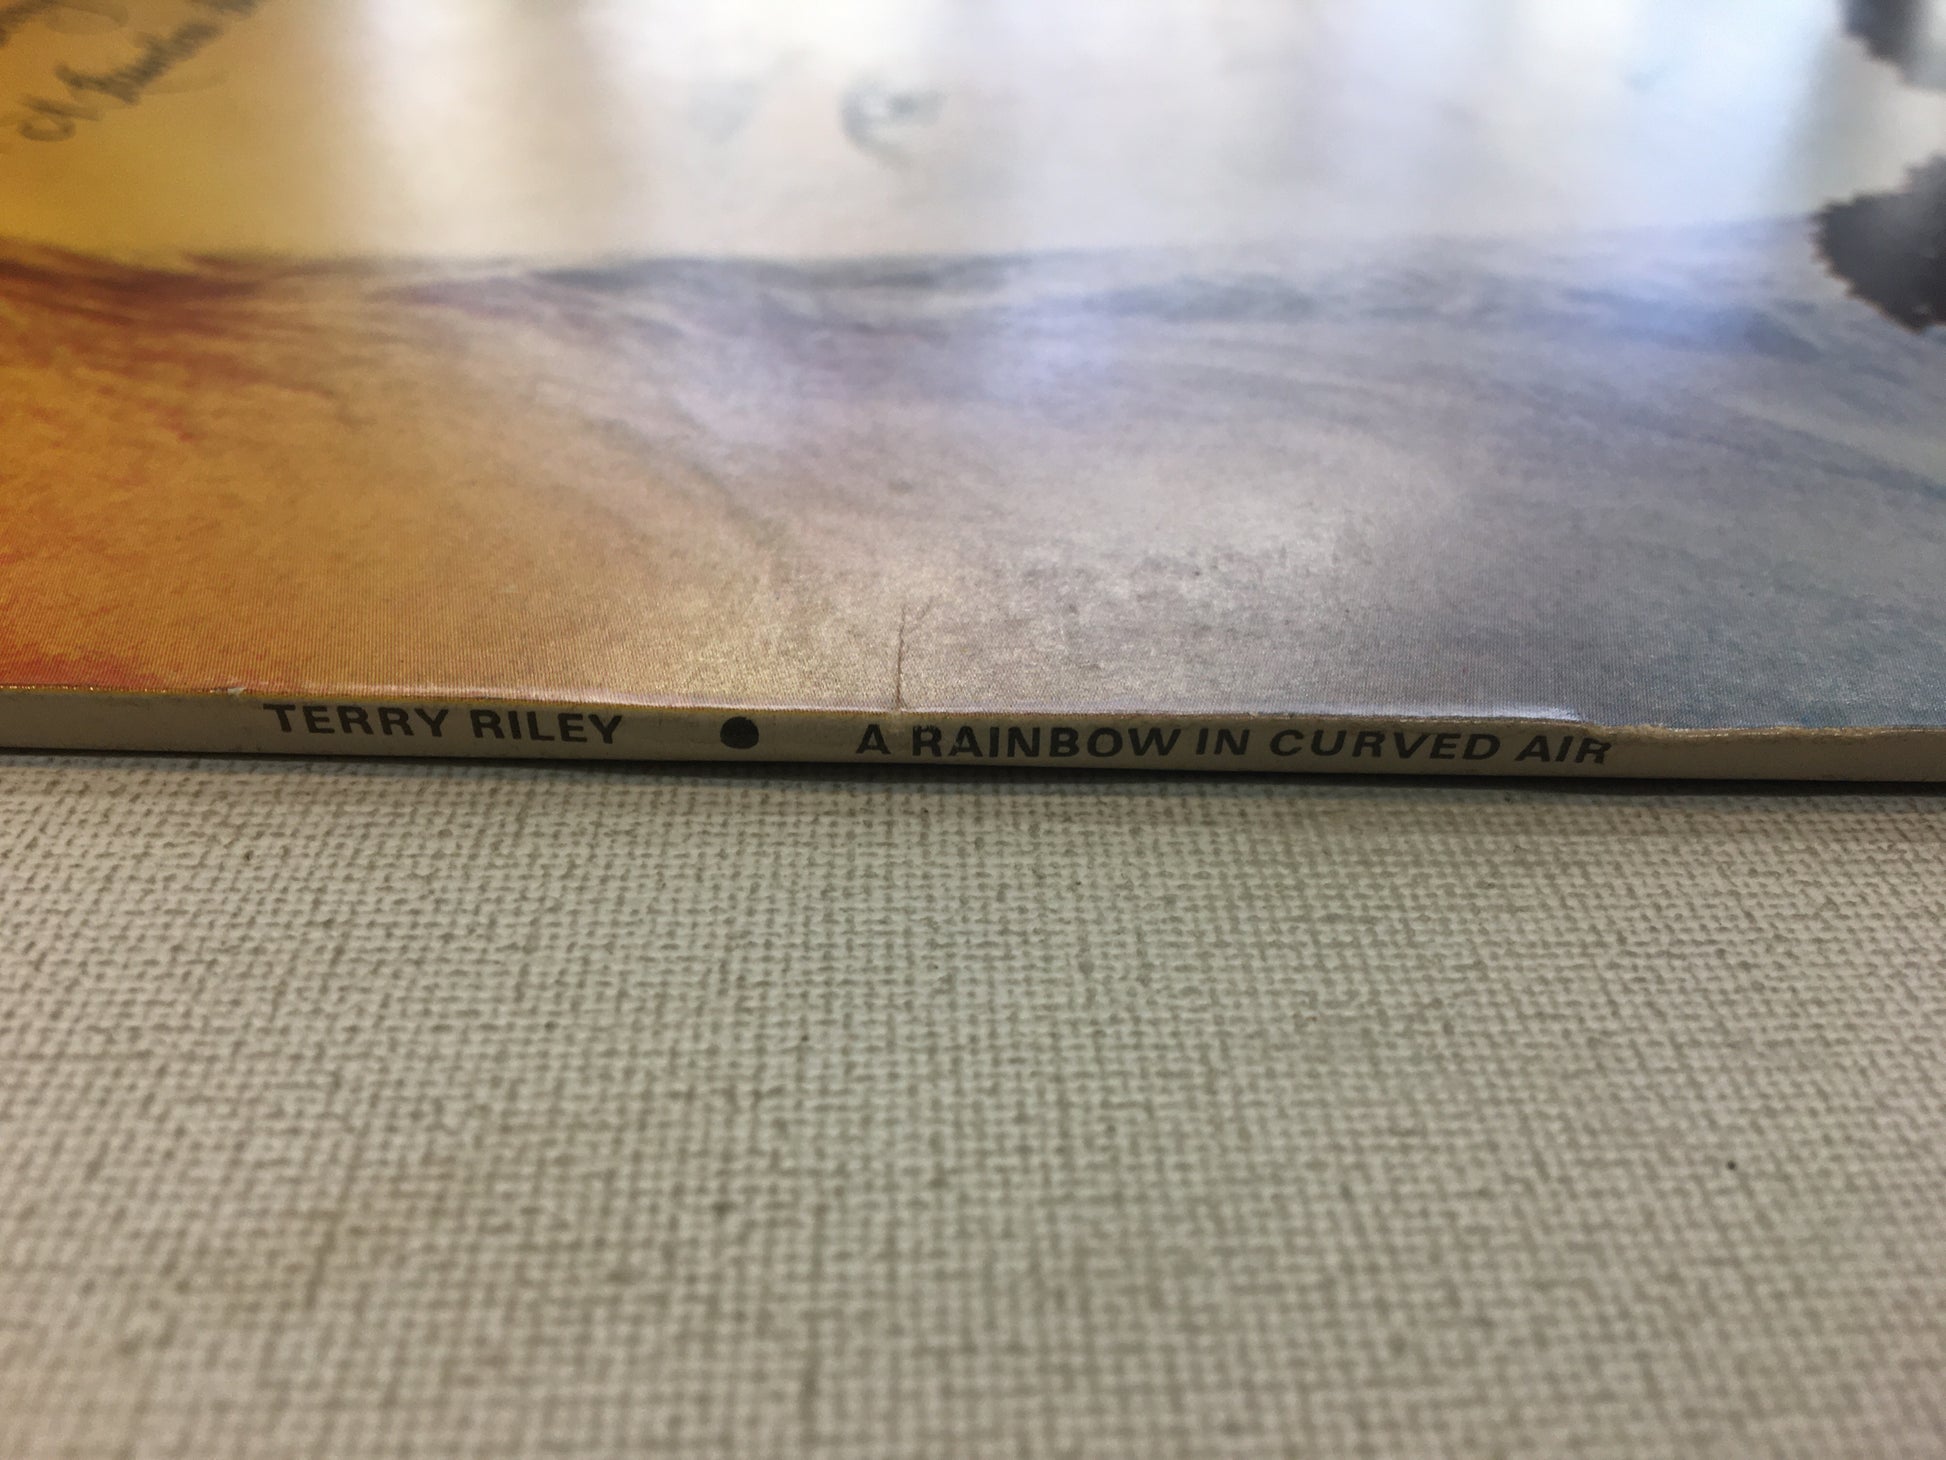 TERRY RILEY ● A RAINBOW IN CURVED AIR